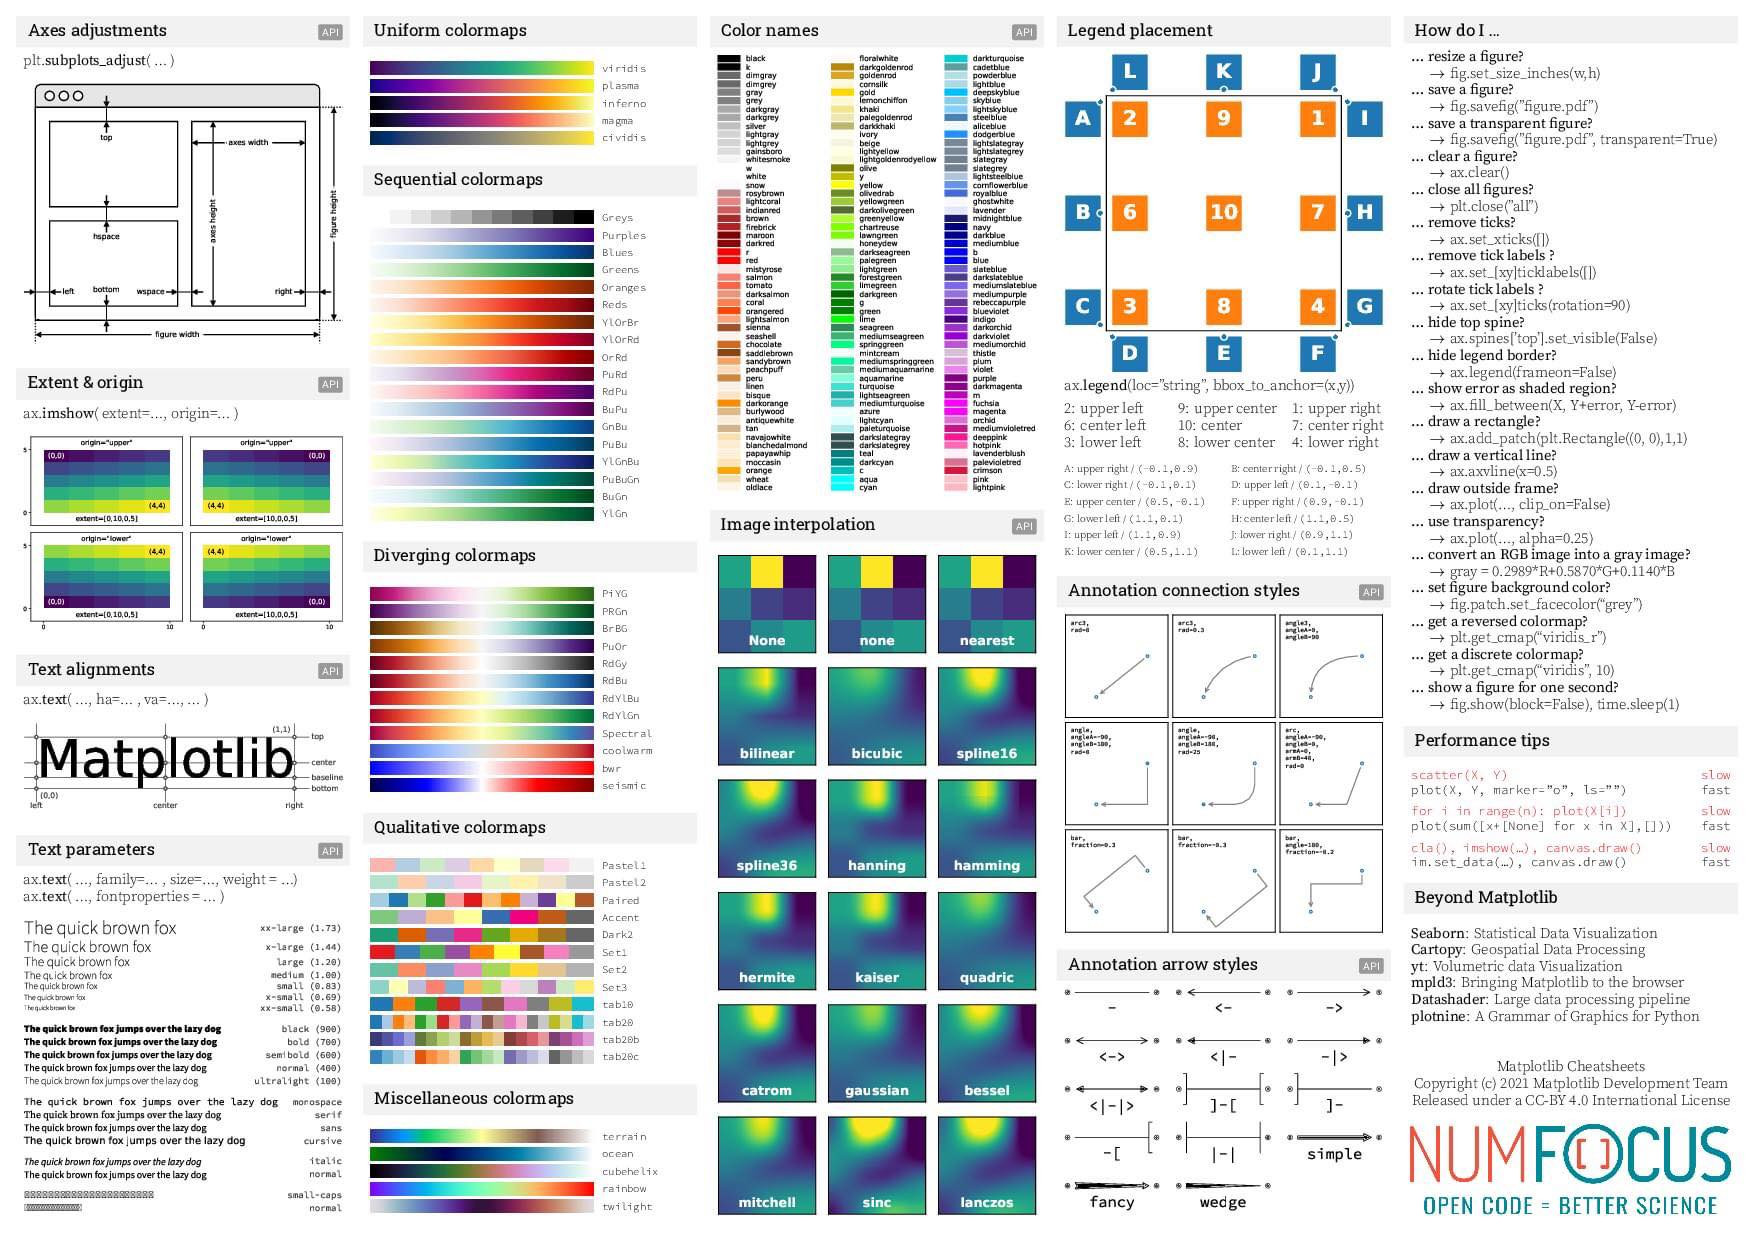 Axes adjustments
API
plt.subplots_adjust( … )
top
axes width
axes height
figure height
hspace
left
bottom
wspace
right
figure width
Extent & origin
API
ax.imshow( extent=…, origin=… )
origin="upper"
origin="upper"
5
(0,0)
(0,0)
(4,4)
(4,4)
0
extent=[0,10,0,5]
extent=[10,0,0,5]
origin="lower"
origin="lower"
5
(4,4)
(4,4)
(0,0)
(0,0)
0
extent=[0,10,0,5]
extent=[10,0,0,5]
0
10
0
10
Text alignments
API
ax.text( …, ha=… , va=…, … )
Matplotlib
(1,1)
top
center
baseline
bottom
(0,0)
left
center
right
Text parameters
API
ax.text( …, family=… , size=…, weight = …)
ax.text( …, fontproperties = … )
The quick brown fox xx-large (1.73)
The quick brown fox x-large (1.44)
The quick brown fox large (1.20)
The quick brown fox medium (1.00)
The quick brown fox small (0.83)
The quick brown fox x-small (0.69)
The quick brown fox xx-small (0.58)
The quick brown fox jumps over the lazy dog black (900)
The quick brown fox jumps over the lazy dog bold (700)
The quick brown fox jumps over the lazy dog semibold (600)
The quick brown fox jumps over the lazy dog normal (400)
The quick brown fox jumps over the lazy dog ultralight (100)
The quick brown fox jumps over the lazy dog monospace
The quick brown fox jumps over the lazy dog serif
The quick brown fox jumps over the lazy dog sans
The quick brown fox jumps over the lazy dog cursive
The quick brown fox jumps over the lazy dog italic
The quick brown fox jumps over the lazy dog normal
small-caps
normal
Uniform colormaps
viridis
plasma
inferno
magma
cividis
Sequential colormaps
Greys
Purples
Blues
Greens
Oranges
Reds
YlOrBr
YlOrRd
OrRd
PuRd
RdPu
BuPu
GnBu
PuBu
YlGnBu
PuBuGn
BuGn
YlGn
Diverging colormaps
PiYG
PRGn
BrBG
PuOr
RdGy
RdBu
RdYlBu
RdYlGn
Spectral
coolwarm
bwr
seismic
Qualitative colormaps
Pastel1
Pastel2
Paired
Accent
Dark2
Set1
Set2
Set3
tab10
tab20
tab20b
tab20c
Miscellaneous colormaps
terrain
ocean
cubehelix
rainbow
twilight
Color names
API
black
k
dimgray
dimgrey
gray
grey
darkgray
darkgrey
silver
lightgray
lightgrey
gainsboro
whitesmoke
w
white
snow
rosybrown
lightcoral
indianred
brown
firebrick
maroon
darkred
r
red
mistyrose
salmon
tomato
darksalmon
coral
orangered
lightsalmon
sienna
seashell
chocolate
saddlebrown
sandybrown
peachpuff
peru
linen
bisque
darkorange
burlywood
antiquewhite
tan
navajowhite
blanchedalmond
papayawhip
moccasin
orange
wheat
oldlace
floralwhite
darkgoldenrod
goldenrod
cornsilk
gold
lemonchiffon
khaki
palegoldenrod
darkkhaki
ivory
beige
lightyellow
lightgoldenrodyellow
olive
y
yellow
olivedrab
yellowgreen
darkolivegreen
greenyellow
chartreuse
lawngreen
honeydew
darkseagreen
palegreen
lightgreen
forestgreen
limegreen
darkgreen
g
green
lime
seagreen
mediumseagreen
springgreen
mintcream
mediumspringgreen
mediumaquamarine
aquamarine
turquoise
lightseagreen
mediumturquoise
azure
lightcyan
paleturquoise
darkslategray
darkslategrey
teal
darkcyan
c
aqua
cyan
darkturquoise
cadetblue
powderblue
lightblue
deepskyblue
skyblue
lightskyblue
steelblue
aliceblue
dodgerblue
lightslategray
lightslategrey
slategray
slategrey
lightsteelblue
cornflowerblue
royalblue
ghostwhite
lavender
midnightblue
navy
darkblue
mediumblue
b
blue
slateblue
darkslateblue
mediumslateblue
mediumpurple
rebeccapurple
blueviolet
indigo
darkorchid
darkviolet
mediumorchid
thistle
plum
violet
purple
darkmagenta
m
fuchsia
magenta
orchid
mediumvioletred
deeppink
hotpink
lavenderblush
palevioletred
crimson
pink
lightpink
Image interpolation
API
None
none
nearest
bilinear
bicubic
spline16
spline36
hanning
hamming
hermite
kaiser
quadric
catrom
gaussian
bessel
mitchell
sinc
lanczos
Legend placement
L K J
A 2 9 1 I
B 6 10 7 H
C 3 8 4 G
D E F
ax.legend(loc="string", bbox_to_anchor=(x,y))
2: upper left 9: upper center 1: upper right
6: center left 10: center 7: center right
3: lower left 8: lower center 4: lower right
A: upper right / (−0.1,0.9) B: center right / (−0.1,0.5)
C: lower right / (−0.1,0.1) D: upper left / (0.1,−0.1)
E: upper center / (0.5,−0.1) F: upper right / (0.9,−0.1)
G: lower left / (1.1,0.1) H: center left / (1.1,0.5)
I: upper left / (1.1,0.9) J: lower right / (0.9,1.1)
K: lower center / (0.5,1.1) L: lower left / (0.1,1.1)
Annotation connection styles
API
arc3,
rad=0
arc3,
rad=0.3
angle3,
angleA=0,
angleB=90
angle,
angleA=-90,
angleB=180,
rad=0
angle,
angleA=-90,
angleB=180,
rad=25
arc,
angleA=-90,
angleB=0,
armA=0,
armB=40,
rad=0
bar,
fraction=0.3
bar,
fraction=-0.3
bar,
angle=180,
fraction=-0.2
Annotation arrow styles
API
-
<-
->
<->
<|-
-|>
<|-|>
]-[
]-
-[
|-|
simple
fancy
wedge
How do I …
… resize a figure?
→ fig.set_size_inches(w,h)
… save a figure?
→ fig.savefig("figure.pdf")
… save a transparent figure?
→ fig.savefig("figure.pdf", transparent=True)
… clear a figure?
→ ax.clear()
… close all figures?
→ plt.close("all")
… remove ticks?
→ ax.set_xticks([])
… remove tick labels ?
→ ax.set_[xy]ticklabels([])
… rotate tick labels ?
→ ax.set_[xy]ticks(rotation=90)
… hide top spine?
→ ax.spines['top'].set_visible(False)
… hide legend border?
→ ax.legend(frameon=False)
… show error as shaded region?
→ ax.fill_between(X, Y+error, Y-error)
… draw a rectangle?
→ ax.add_patch(plt.Rectangle((0, 0),1,1)
… draw a vertical line?
→ ax.axvline(x=0.5)
… draw outside frame?
→ ax.plot(…, clip_on=False)
… use transparency?
→ ax.plot(…, alpha=0.25)
… convert an RGB image into a gray image?
→ gray = 0.2989*R+0.5870*G+0.1140*B
… set figure background color?
→ fig.patch.set_facecolor("grey")
… get a reversed colormap?
→ plt.get_cmap("viridis_r")
… get a discrete colormap?
→ plt.get_cmap("viridis", 10)
… show a figure for one second?
→ fig.show(block=False), time.sleep(1)
Performance tips
scatter(X, Y) slow
plot(X, Y, marker="o", ls="") fast
for i in range(n): plot(X[i]) slow
plot(sum([x+[None] for x in X],[])) fast
cla(), imshow(…), canvas.draw() slow
im.set_data(…), canvas.draw() fast
Beyond Matplotlib
Seaborn: Statistical Data Visualization
Cartopy: Geospatial Data Processing
yt: Volumetric data Visualization
mpld3: Bringing Matplotlib to the browser
Datashader: Large data processing pipeline
plotnine: A Grammar of Graphics for Python
Matplotlib Cheatsheets
Copyright (c) 2021 Matplotlib Development Team
Released under a CC-BY 4.0 International License
NUMFOCUS
OPEN CODE = BETTER SCIENCE